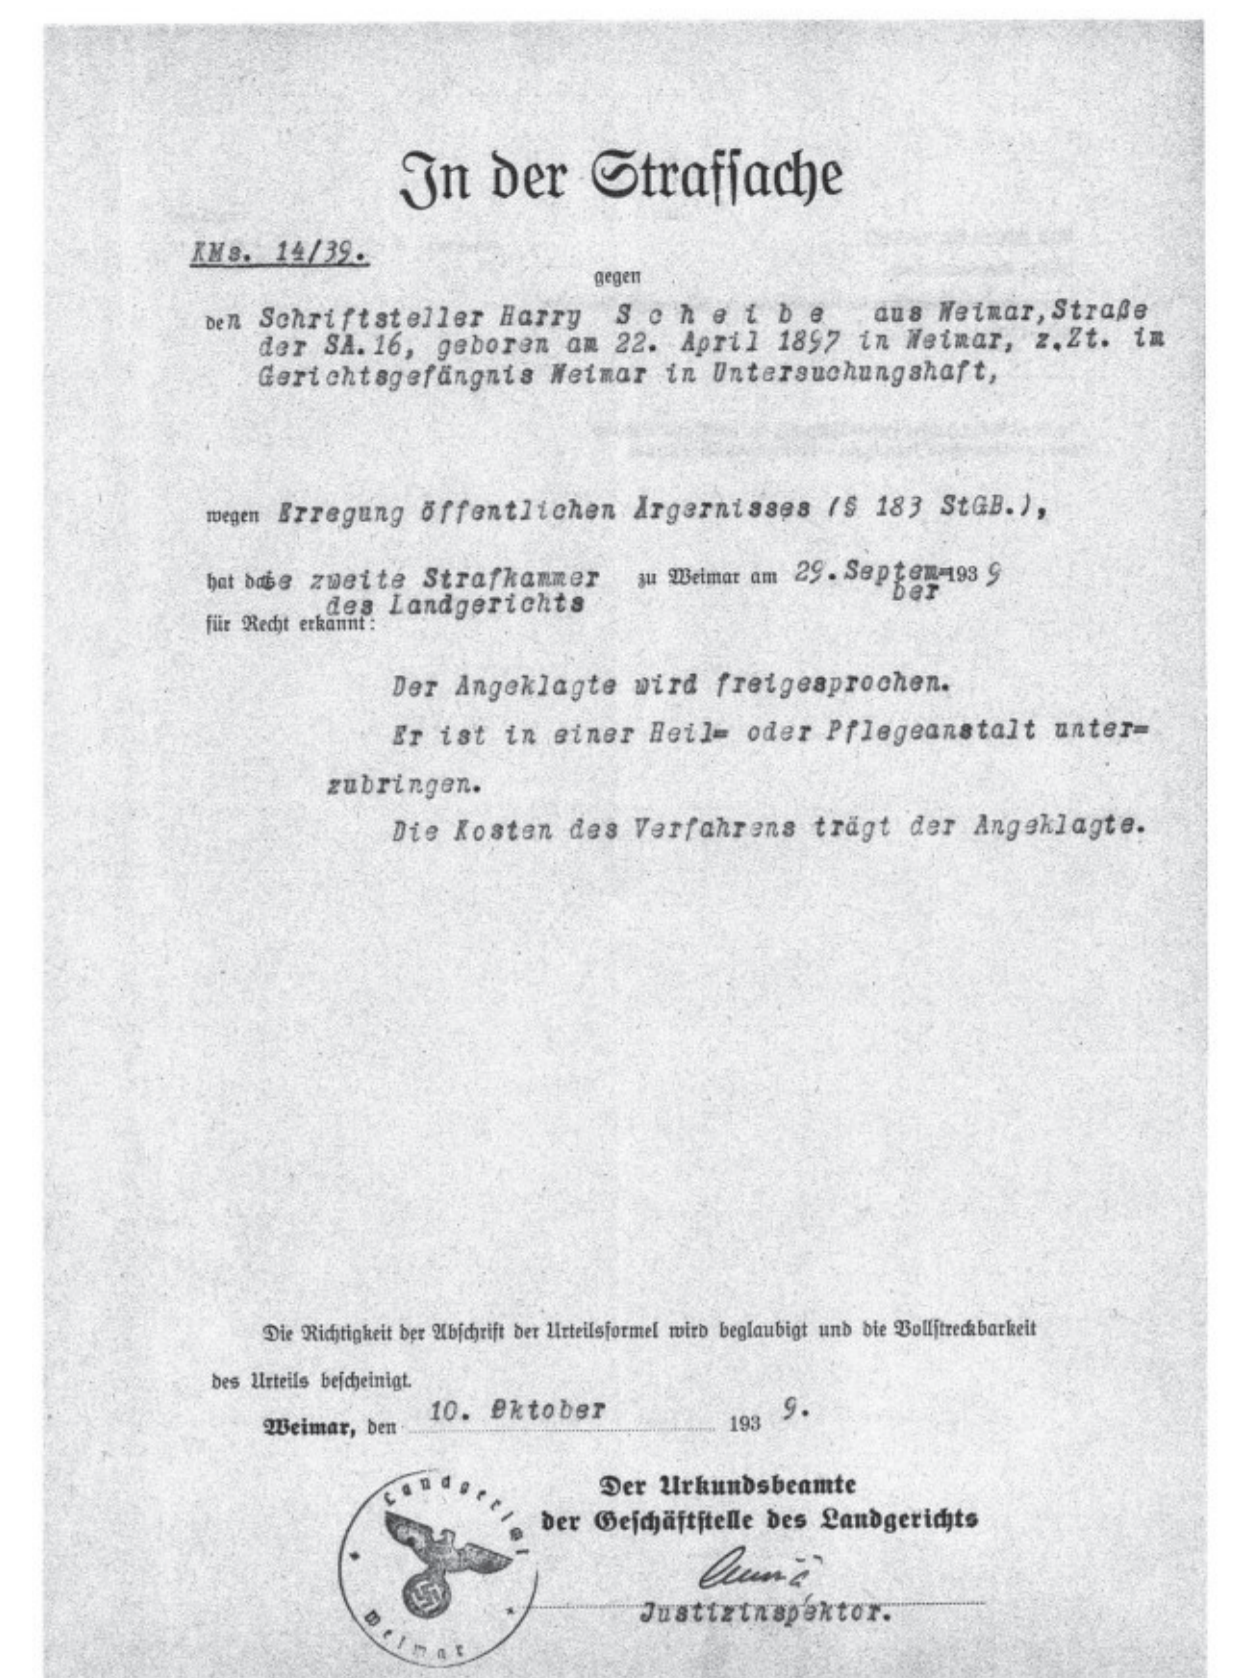 In der Strafsache
KMs. 14/39.
gegen
den Schriftsteller Harry S c h e i b e aus Weimar, Straße
der SA.16, geboren am 22. April 1897 in Weimar, z.Zt. im
Gerichtsgefängnis Weimar in Untersuchungshaft,
wegen Erregung öffentlichen Ärgernisses (§ 183 StGB.),
hat die zweite Strafkammer zu Weimar am 29. Septem= 1939
des Landgerichts ber
für Recht erkannt:
Der Angeklagte wird freigesprochen.
Er ist in einer Heil= oder Pflegeanstalt unter=
zubringen.
Die Kosten des Verfahrens trägt der Angeklagte.
Die Richtigkeit der Abschrift der Urteilsformel wird beglaubigt und die Vollstreckbarkeit
des Urteils bescheinigt.
Weimar, den 10. Oktober 1939.
Landgericht
Weimar
Der Urkundsbeamte
der Geschäftstelle des Landgerichts
Justizinspektor.